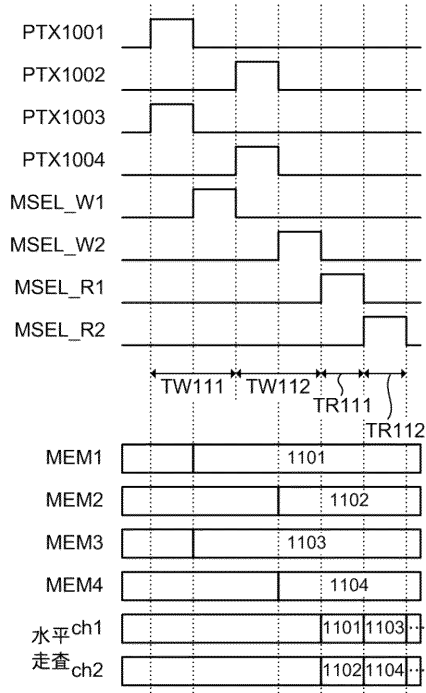 PTX1001
PTX1002
PTX1003
PTX1004
MSEL_W1
MSEL_W2
MSEL_R1
MSEL_R2
TW111 TW112 TR111 TR112
MEM1 1101
MEM2 1102
MEM3 1103
MEM4 1104
水平 ch1 1101 1103 ...
走査 ch2 1102 1104 ...